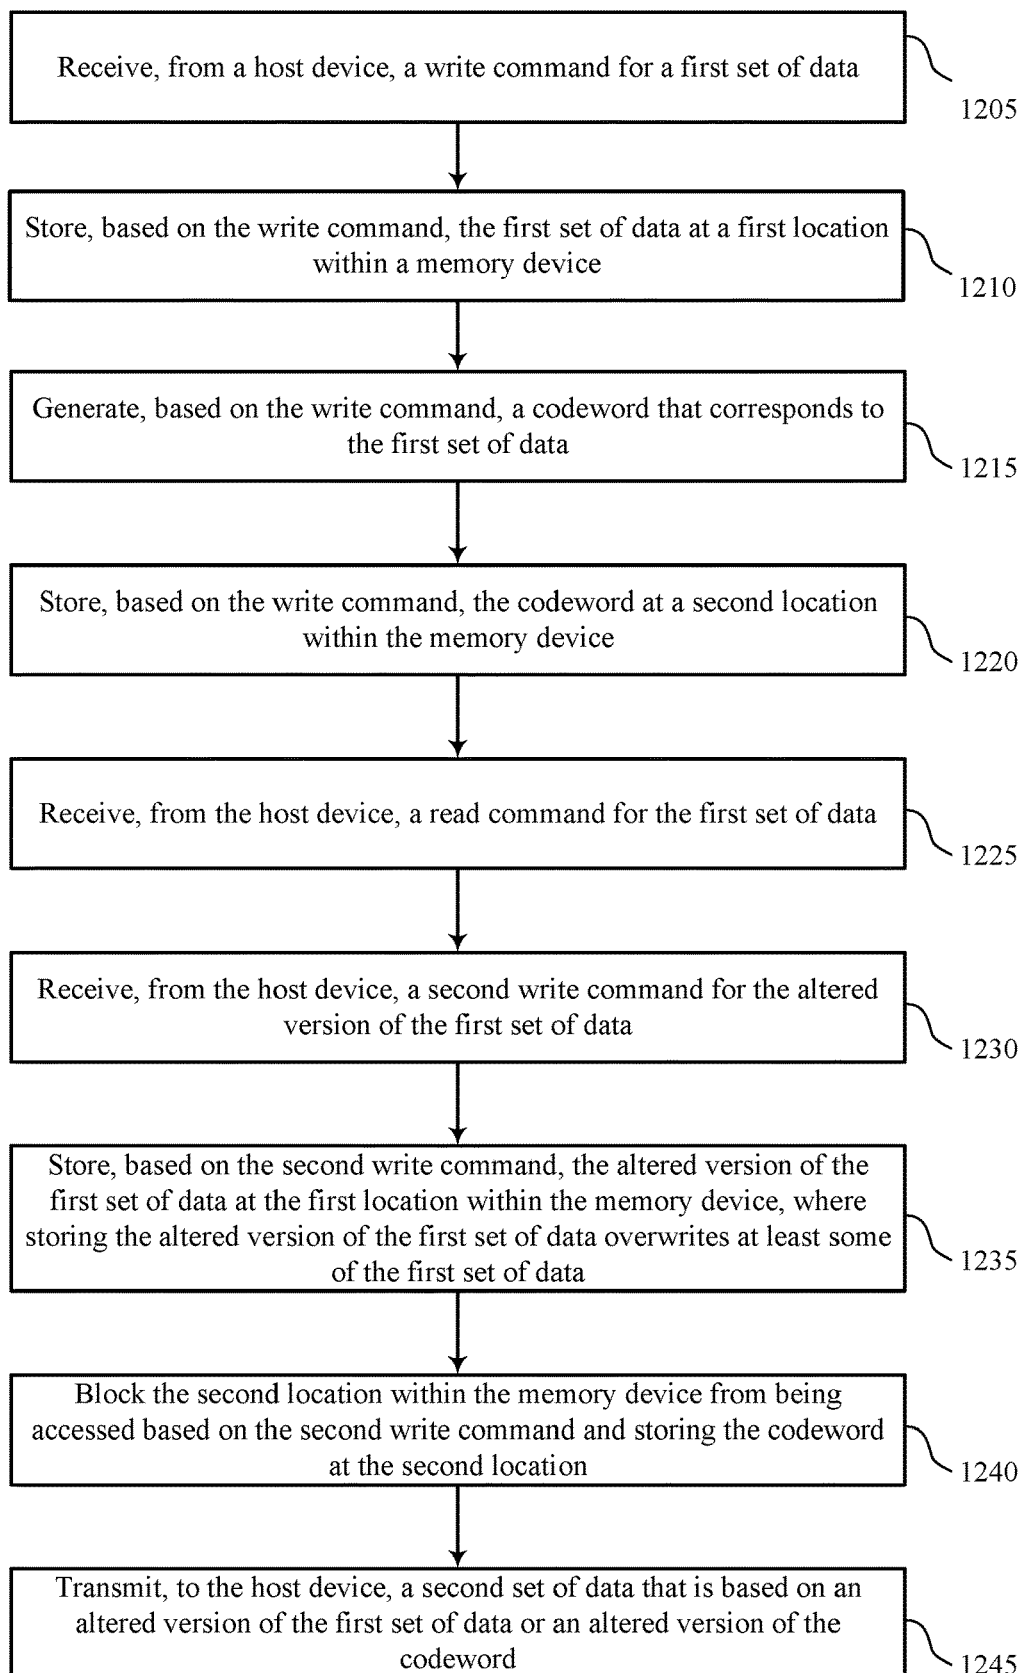 Receive, from a host device, a write command for a first set of data
1205
Store, based on the write command, the first set of data at a first location
within a memory device
1210
Generate, based on the write command, a codeword that corresponds to
the first set of data
1215
Store, based on the write command, the codeword at a second location
within the memory device
1220
Receive, from the host device, a read command for the first set of data
1225
Receive, from the host device, a second write command for the altered
version of the first set of data
1230
Store, based on the second write command, the altered version of the
first set of data at the first location within the memory device, where
storing the altered version of the first set of data overwrites at least some
of the first set of data
1235
Block the second location within the memory device from being
accessed based on the second write command and storing the codeword
at the second location
1240
Transmit, to the host device, a second set of data that is based on an
altered version of the first set of data or an altered version of the
codeword
1245